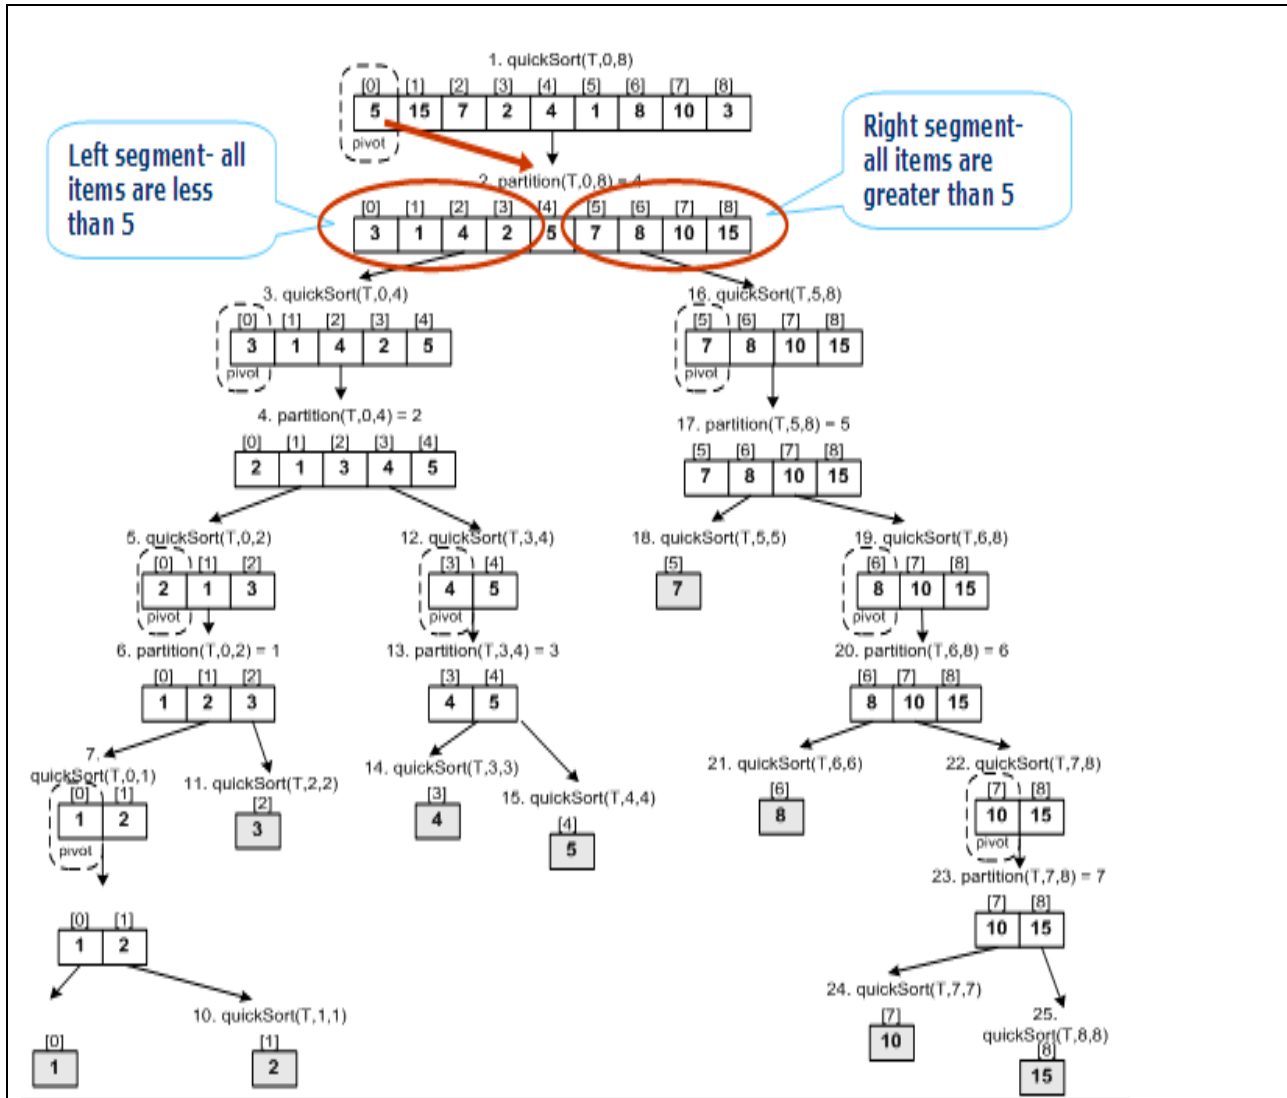 1. quickSort(T,0,8)
[0] [1] [2] [3] [4] [5] [6] [7] [8]
5 15 7 2 4 1 8 10 3
pivot
Left segment- all
items are less
than 5
Right segment-
all items are
greater than 5
2. partition(T,0,8) = 4
[0] [1] [2] [3] [4] [5] [6] [7] [8]
3 1 4 2 5 7 8 10 15
3. quickSort(T,0,4)
[0] [1] [2] [3] [4]
3 1 4 2 5
pivot
16. quickSort(T,5,8)
[5] [6] [7] [8]
7 8 10 15
pivot
4. partition(T,0,4) = 2
[0] [1] [2] [3] [4]
2 1 3 4 5
17. partition(T,5,8) = 5
[5] [6] [7] [8]
7 8 10 15
5. quickSort(T,0,2)
[0] [1] [2]
2 1 3
pivot
12. quickSort(T,3,4)
[3] [4]
4 5
pivot
18. quickSort(T,5,5)
[5]
7
19. quickSort(T,6,8)
[6] [7] [8]
8 10 15
pivot
6. partition(T,0,2) = 1
[0] [1] [2]
1 2 3
13. partition(T,3,4) = 3
[3] [4]
4 5
20. partition(T,6,8) = 6
[6] [7] [8]
8 10 15
7.
quickSort(T,0,1)
[0] [1]
1 2
pivot
11. quickSort(T,2,2)
[2]
3
14. quickSort(T,3,3)
[3]
4
15. quickSort(T,4,4)
[4]
5
21. quickSort(T,6,6)
[6]
8
22. quickSort(T,7,8)
[7] [8]
10 15
pivot
23. partition(T,7,8) = 7
[7] [8]
10 15
[0] [1]
1 2
[0]
1
10. quickSort(T,1,1)
[1]
2
24. quickSort(T,7,7)
[7]
10
25.
quickSort(T,8,8)
[8]
15